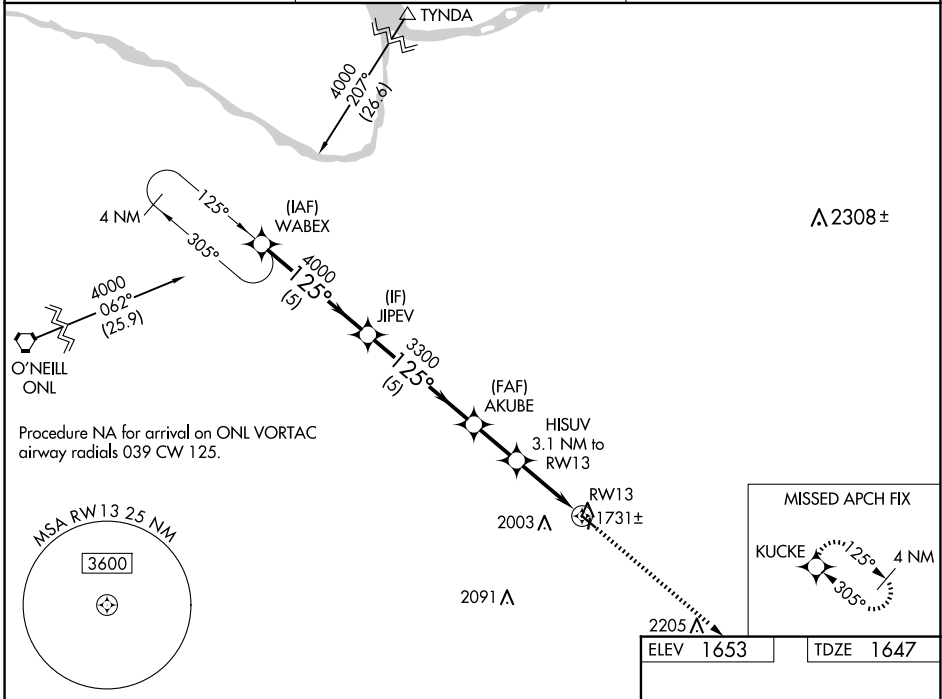 TYNDA
4000
207°
(26.6)
4 NM
125°
305°
(IAF)
WABEX
2308±
4000
062°
(25.9)
O'NEILL
ONL
4000
125°
(5)
(IF)
JIPEV
3300
125°
(5)
(FAF)
AKUBE
HISUV
3.1 NM to
RW13
Procedure NA for arrival on ONL VORTAC
airway radials 039 CW 125.
RW13
1731±
2003
2091
2205
MSA RW13 25 NM
3600
MISSED APCH FIX
KUCKE
125°
4 NM
305°
ELEV 1653
TDZE 1647